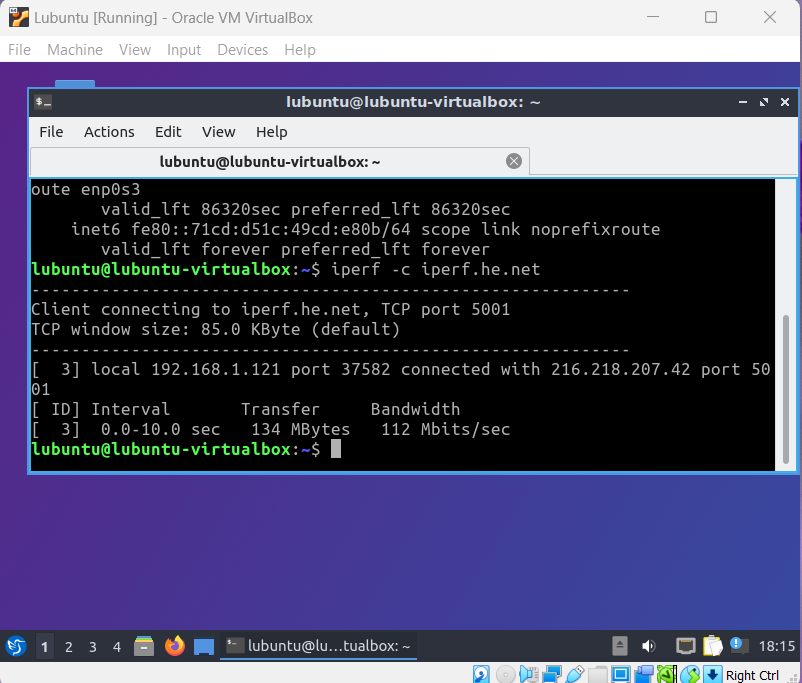 Lubuntu [Running] - Oracle VM VirtualBox
File Machine View Input Devices Help
$_ lubuntu@lubuntu-virtualbox: ~
File Actions Edit View Help
lubuntu@lubuntu-virtualbox: ~
oute enp0s3
       valid_lft 86320sec preferred_lft 86320sec
    inet6 fe80::71cd:d51c:49cd:e80b/64 scope link noprefixroute
       valid_lft forever preferred_lft forever
lubuntu@lubuntu-virtualbox:~$ iperf -c iperf.he.net
------------------------------------------------------------
Client connecting to iperf.he.net, TCP port 5001
TCP window size: 85.0 KByte (default)
------------------------------------------------------------
[  3] local 192.168.1.121 port 37582 connected with 216.218.207.42 port 50
01
[ ID] Interval       Transfer     Bandwidth
[  3]  0.0-10.0 sec   134 MBytes   112 Mbits/sec
lubuntu@lubuntu-virtualbox:~$
1 2 3 4 $_ lubuntu@lu...tualbox: ~ 18:15
Right Ctrl